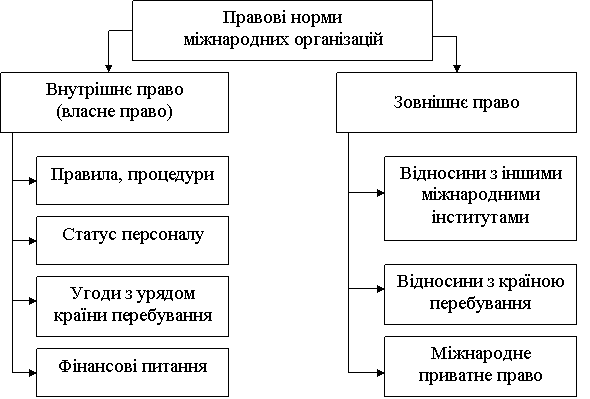 Правові норми
міжнародних організацій
Внутрішнє право
(власне право)
Правила, процедури
Статус персоналу
Угоди з урядом
країни перебування
Фінансові питання
Зовнішнє право
Відносини з іншими
міжнародними
інститутами
Відносини з країною
перебування
Міжнародне
приватне право